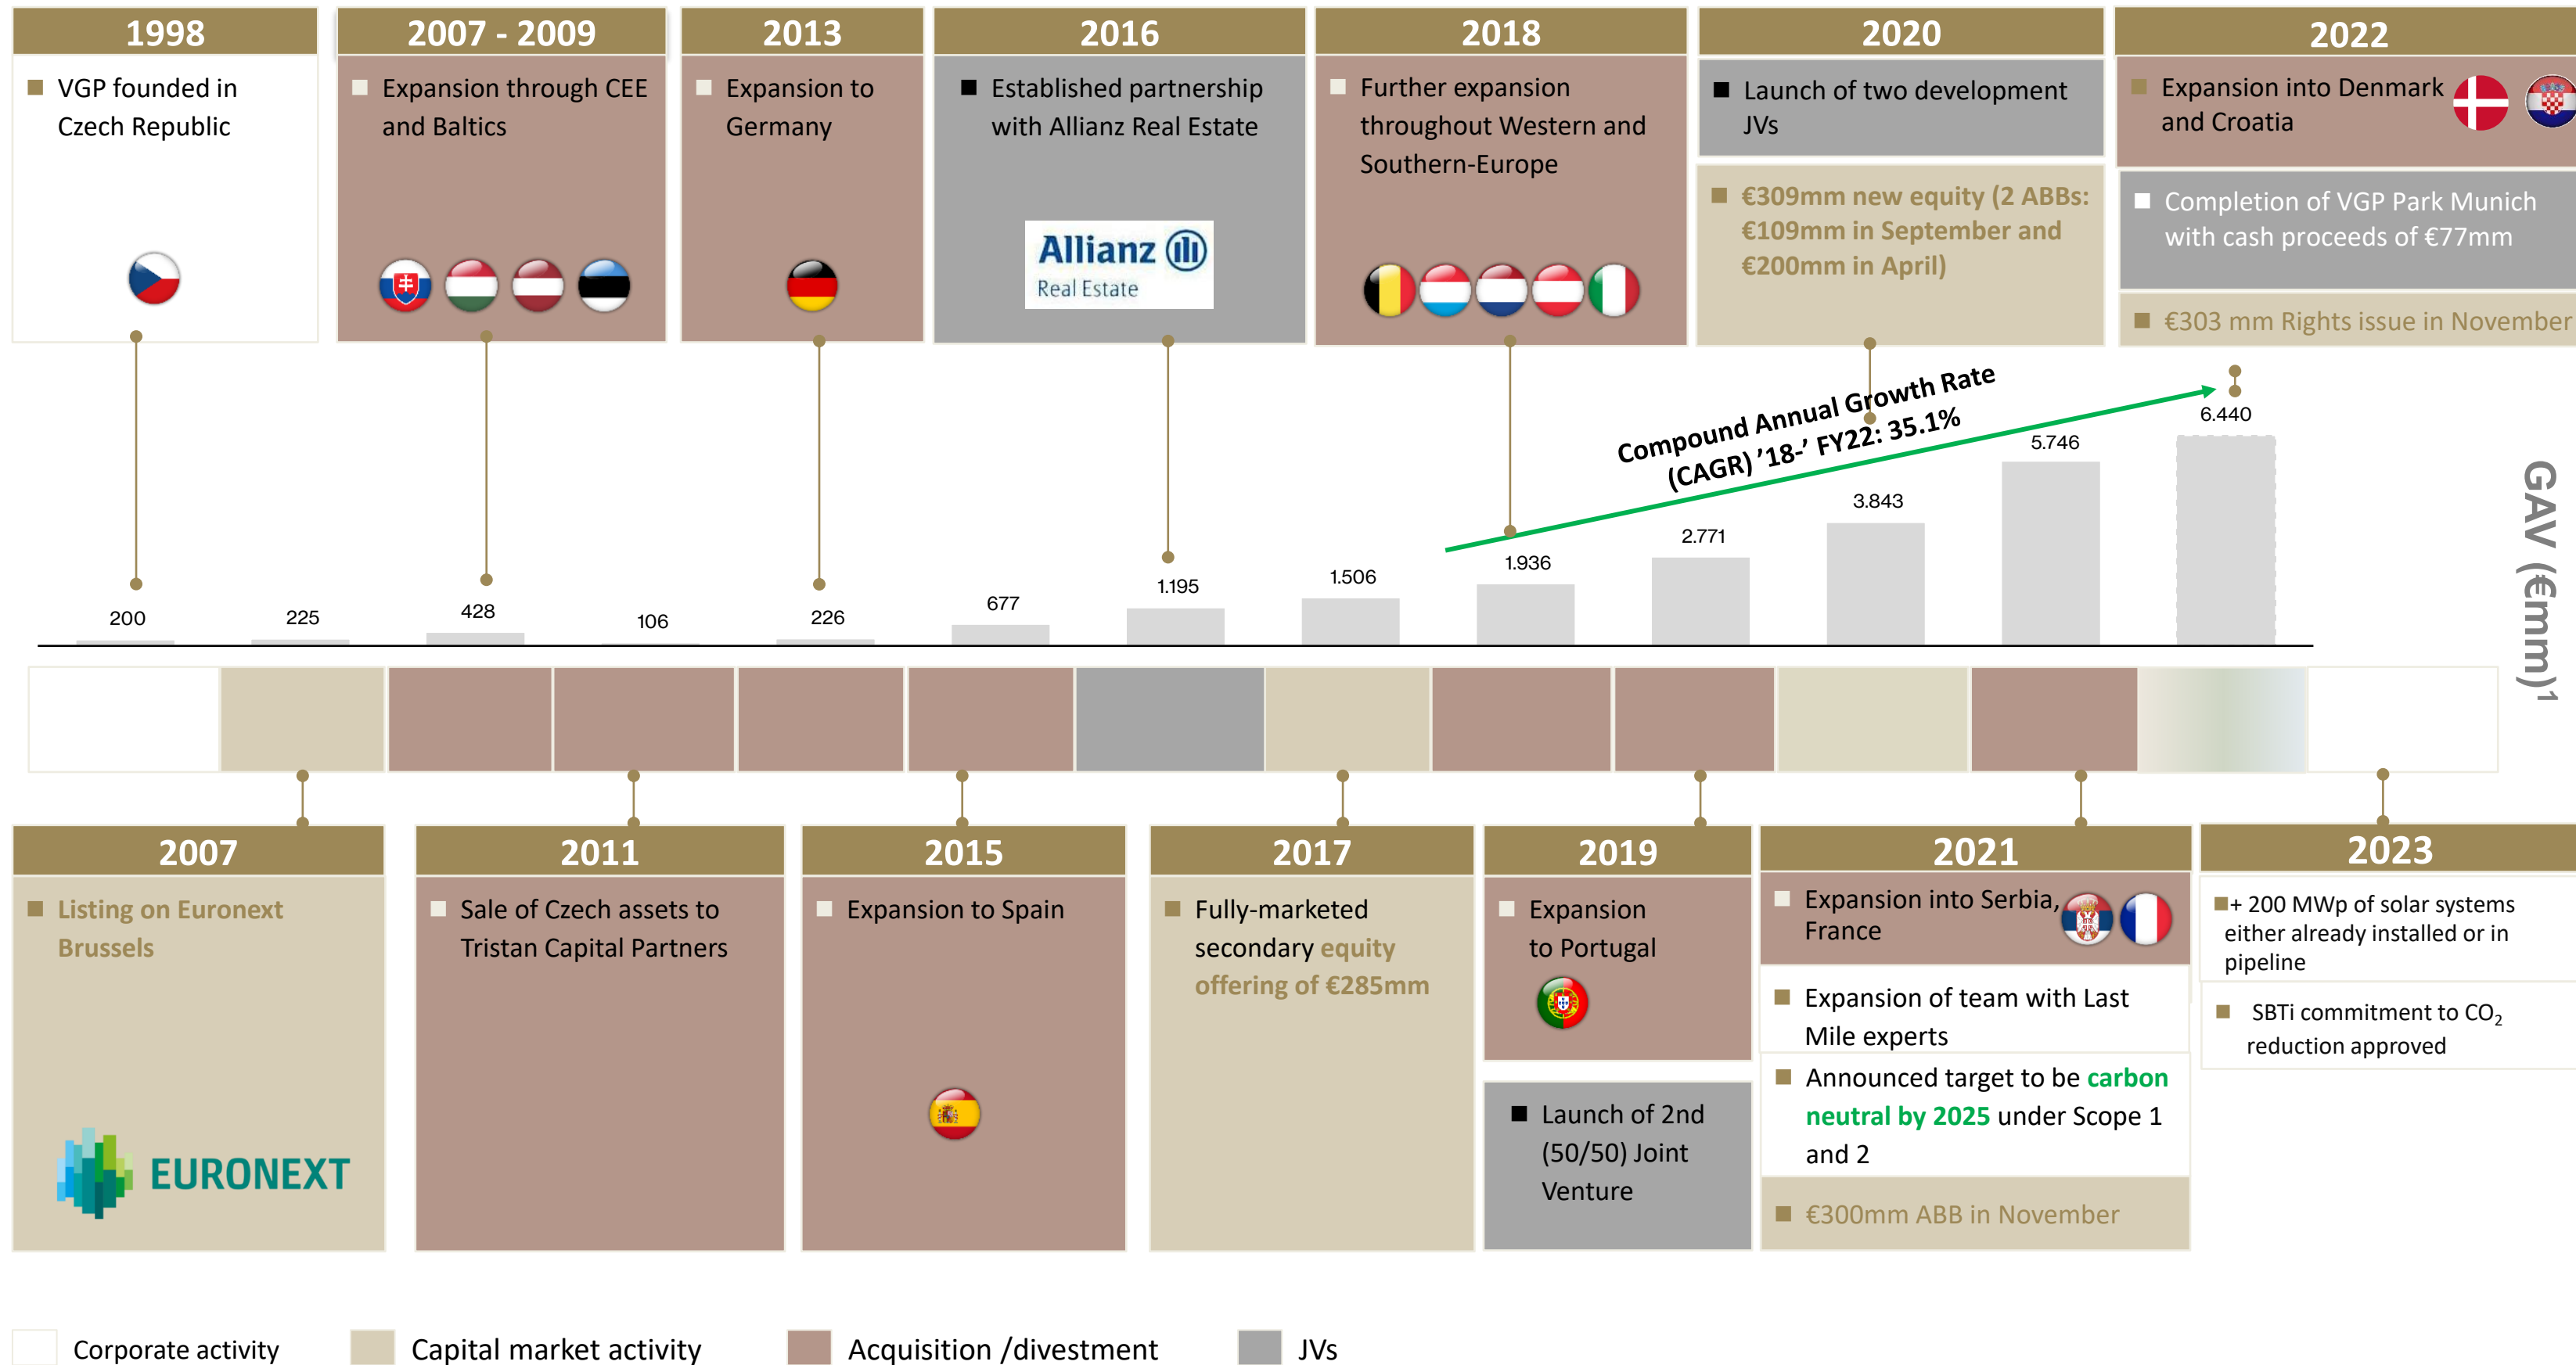 1998
VGP founded in
Czech Republic
2007 - 2009
Expansion through CEE
and Baltics
2013
Expansion to
Germany
2016
Established partnership
with Allianz Real Estate
Allianz
Real Estate
2018
Further expansion
throughout Western and
Southern-Europe
2020
Launch of two development
JVs
€309mm new equity (2 ABBs:
€109mm in September and
€200mm in April)
2022
Expansion into Denmark
and Croatia
Completion of VGP Park Munich
with cash proceeds of €77mm
€303 mm Rights issue in November
Compound Annual Growth Rate
(CAGR) ’18-’ FY22: 35.1%
200
225
428
106
226
677
1.195
1.506
1.936
2.771
3.843
5.746
6.440
GAV (€mm)1
2007
Listing on Euronext
Brussels
EURONEXT
2011
Sale of Czech assets to
Tristan Capital Partners
2015
Expansion to Spain
2017
Fully-marketed
secondary equity
offering of €285mm
2019
Expansion
to Portugal
Launch of 2nd
(50/50) Joint
Venture
2021
Expansion into Serbia,
France
Expansion of team with Last
Mile experts
Announced target to be carbon
neutral by 2025 under Scope 1
and 2
€300mm ABB in November
2023
+ 200 MWp of solar systems
either already installed or in
pipeline
SBTi commitment to CO2
reduction approved
Corporate activity
Capital market activity
Acquisition /divestment
JVs